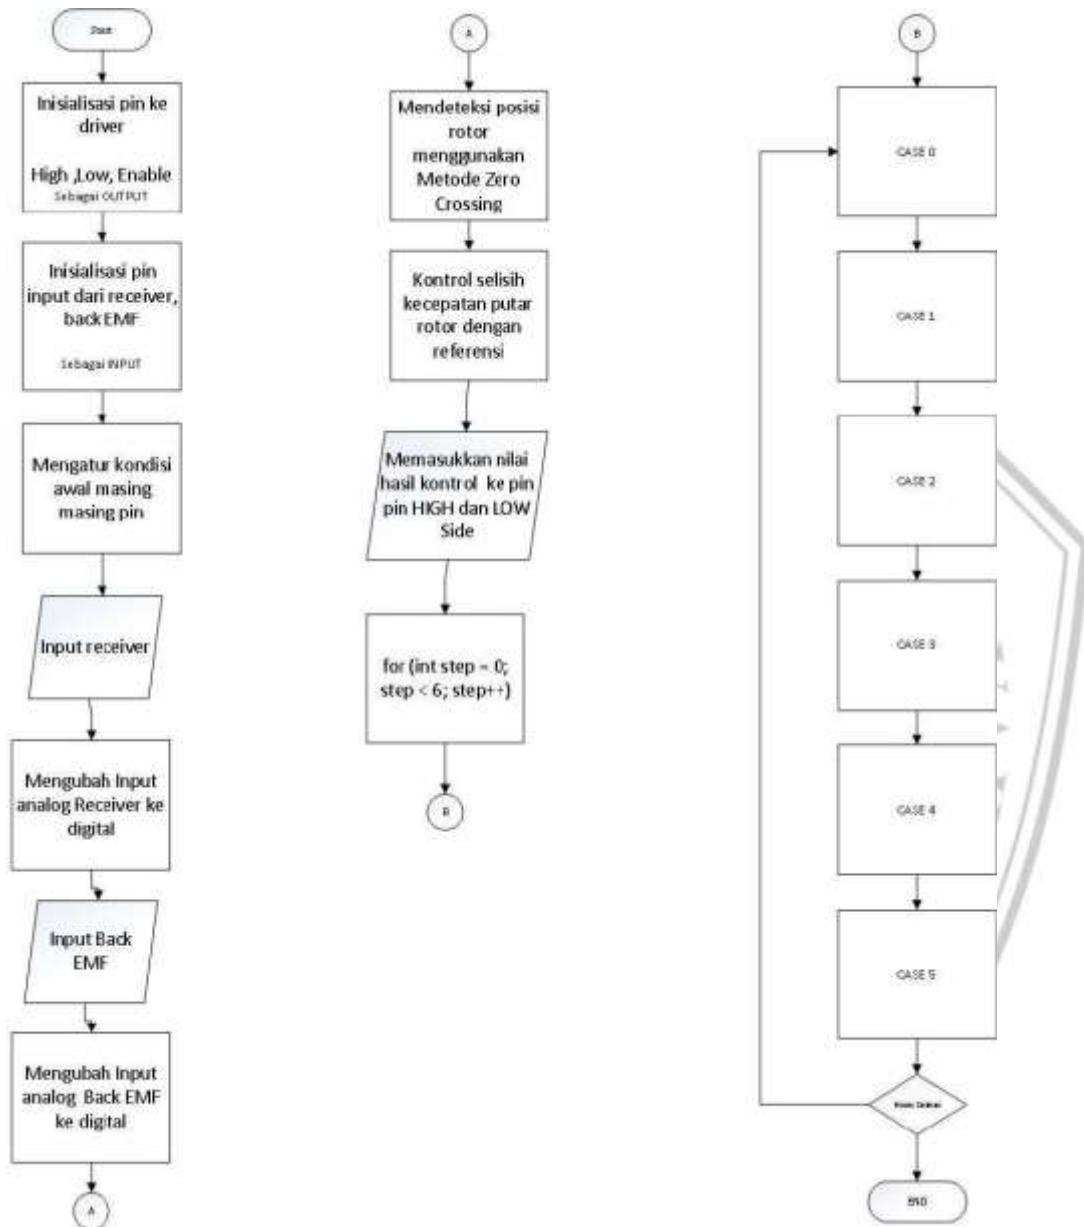 Start
Inisialisasi pin ke
driver
High ,Low, Enable
Sebagai OUTPUT
Inisialisasi pin
input dari receiver,
back EMF
Sebagai INPUT
Mengatur kondisi
awal masing
masing pin
Input receiver
Mengubah Input
analog Receiver ke
digital
Input Back
EMF
Mengubah Input
analog Back EMF
ke digital
A
A
Mendeteksi posisi
rotor
menggunakan
Metode Zero
Crossing
Kontrol selisih
kecepatan putar
rotor dengan
referensi
Memasukkan nilai
hasil kontrol ke pin
pin HIGH dan LOW
Side
for (int step = 0;
step < 6; step++)
B
B
CASE 0
CASE 1
CASE 2
CASE 3
CASE 4
CASE 5
END